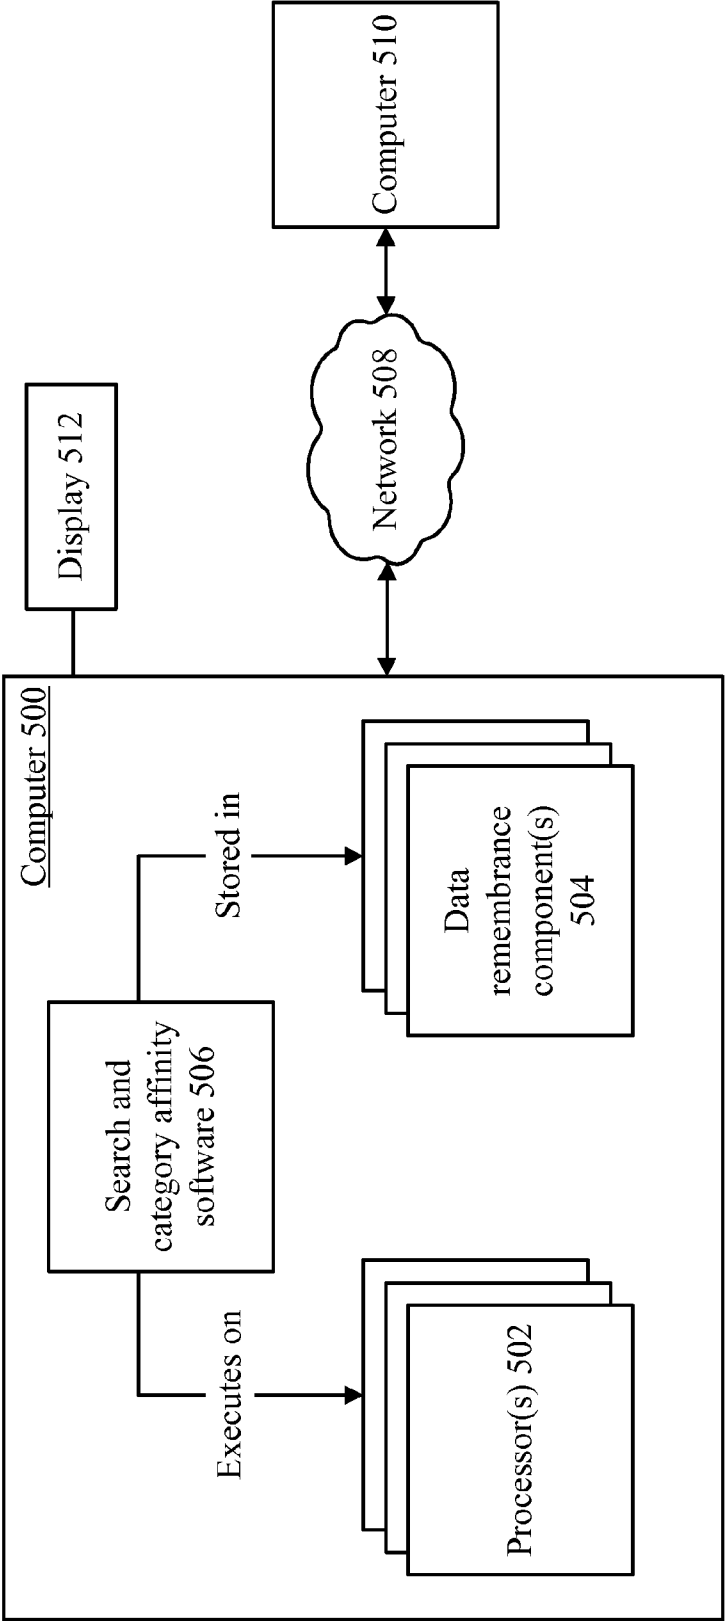 Computer 500
Search and
category affinity
software 506
Executes on
Stored in
Processor(s) 502
Data
remembrance
component(s)
504
Display 512
Network 508
Computer 510